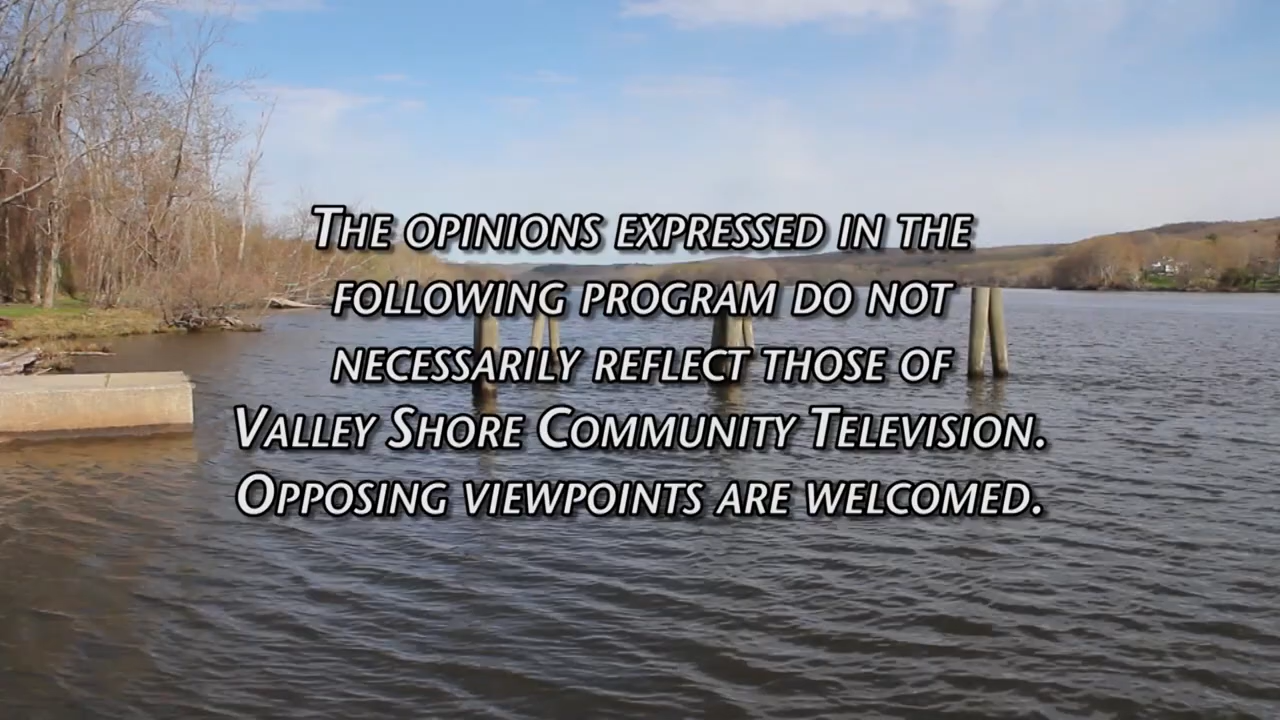 The opinions expressed in the
following program do not
necessarily reflect those of
Valley Shore Community Television.
Opposing viewpoints are welcomed.